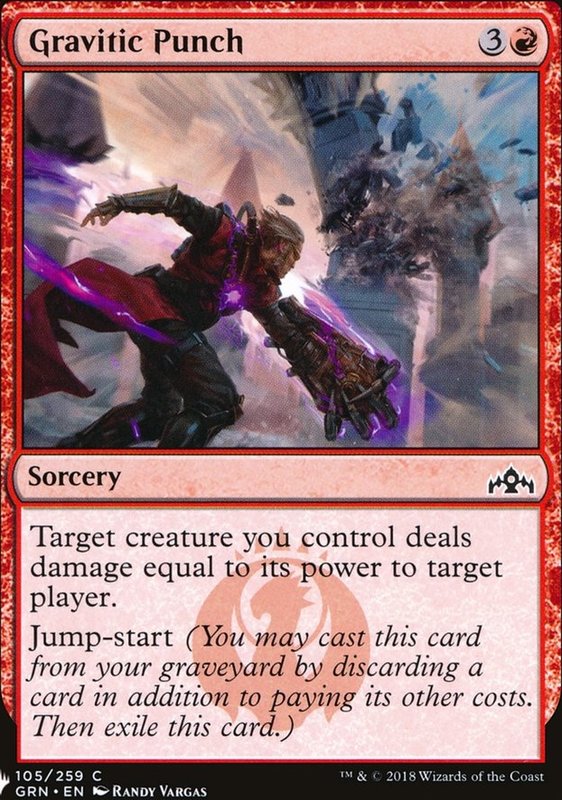 Gravitic Punch 3
Sorcery
Target creature you control deals
damage equal to its power to target
player.
Jump-start (You may cast this card
from your graveyard by discarding a
card in addition to paying its other costs.
Then exile this card.)
105/259 C
GRN • EN RANDY VARGAS
™ & © 2018 Wizards of the Coast